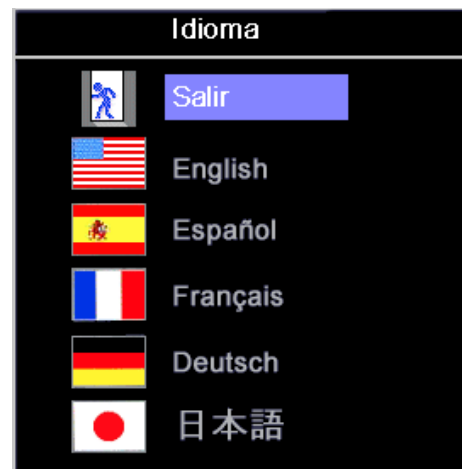 Idioma
Salir
English
Español
Français
Deutsch
日本語